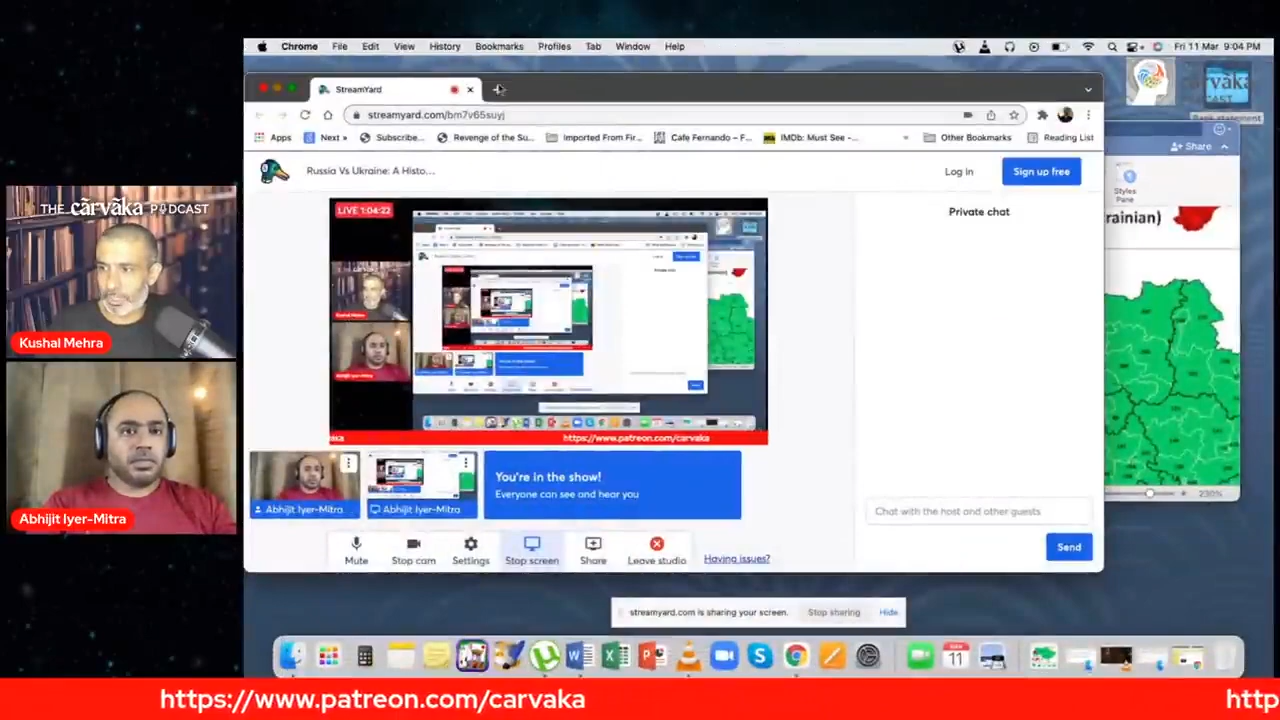 Chrome File Edit View History Bookmarks Profiles Tab Window Help Fri 11 Mar 9:04 PM
StreamYard
streamyard.com/bm7v65suyj
Apps Next » Subscribe... Revenge of the Su... Imported From Fir... Cafe Fernando – F... IMDb: Must See -... » Other Bookmarks Reading List
Share
Russia Vs Ukraine: A Histo...
Log in
Sign up free
Styles
Pane
rainian)
THE cārvāka PODCAST
Kushal Mehra
Abhijit Iyer-Mitra
LIVE 1:04:22
https://www.patreon.com/carvaka
Private chat
You're in the show!
Everyone can see and hear you
Abhijit Iyer-Mitra
Abhijit Iyer-Mitra
230%
Chat with the host and other guests
Send
Mute Stop cam Settings Stop screen Share Leave studio Having issues?
streamyard.com is sharing your screen. Stop sharing Hide
MAR
11
https://www.patreon.com/carvaka
http